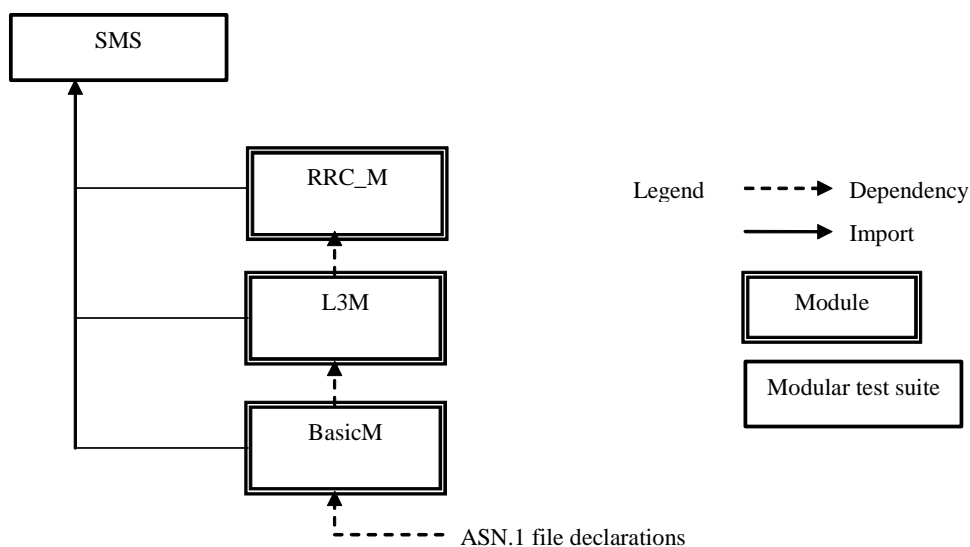 SMS
RRC_M
Legend
Dependency
Import
L3M
Module
Modular test suite
BasicM
ASN.1 file declarations